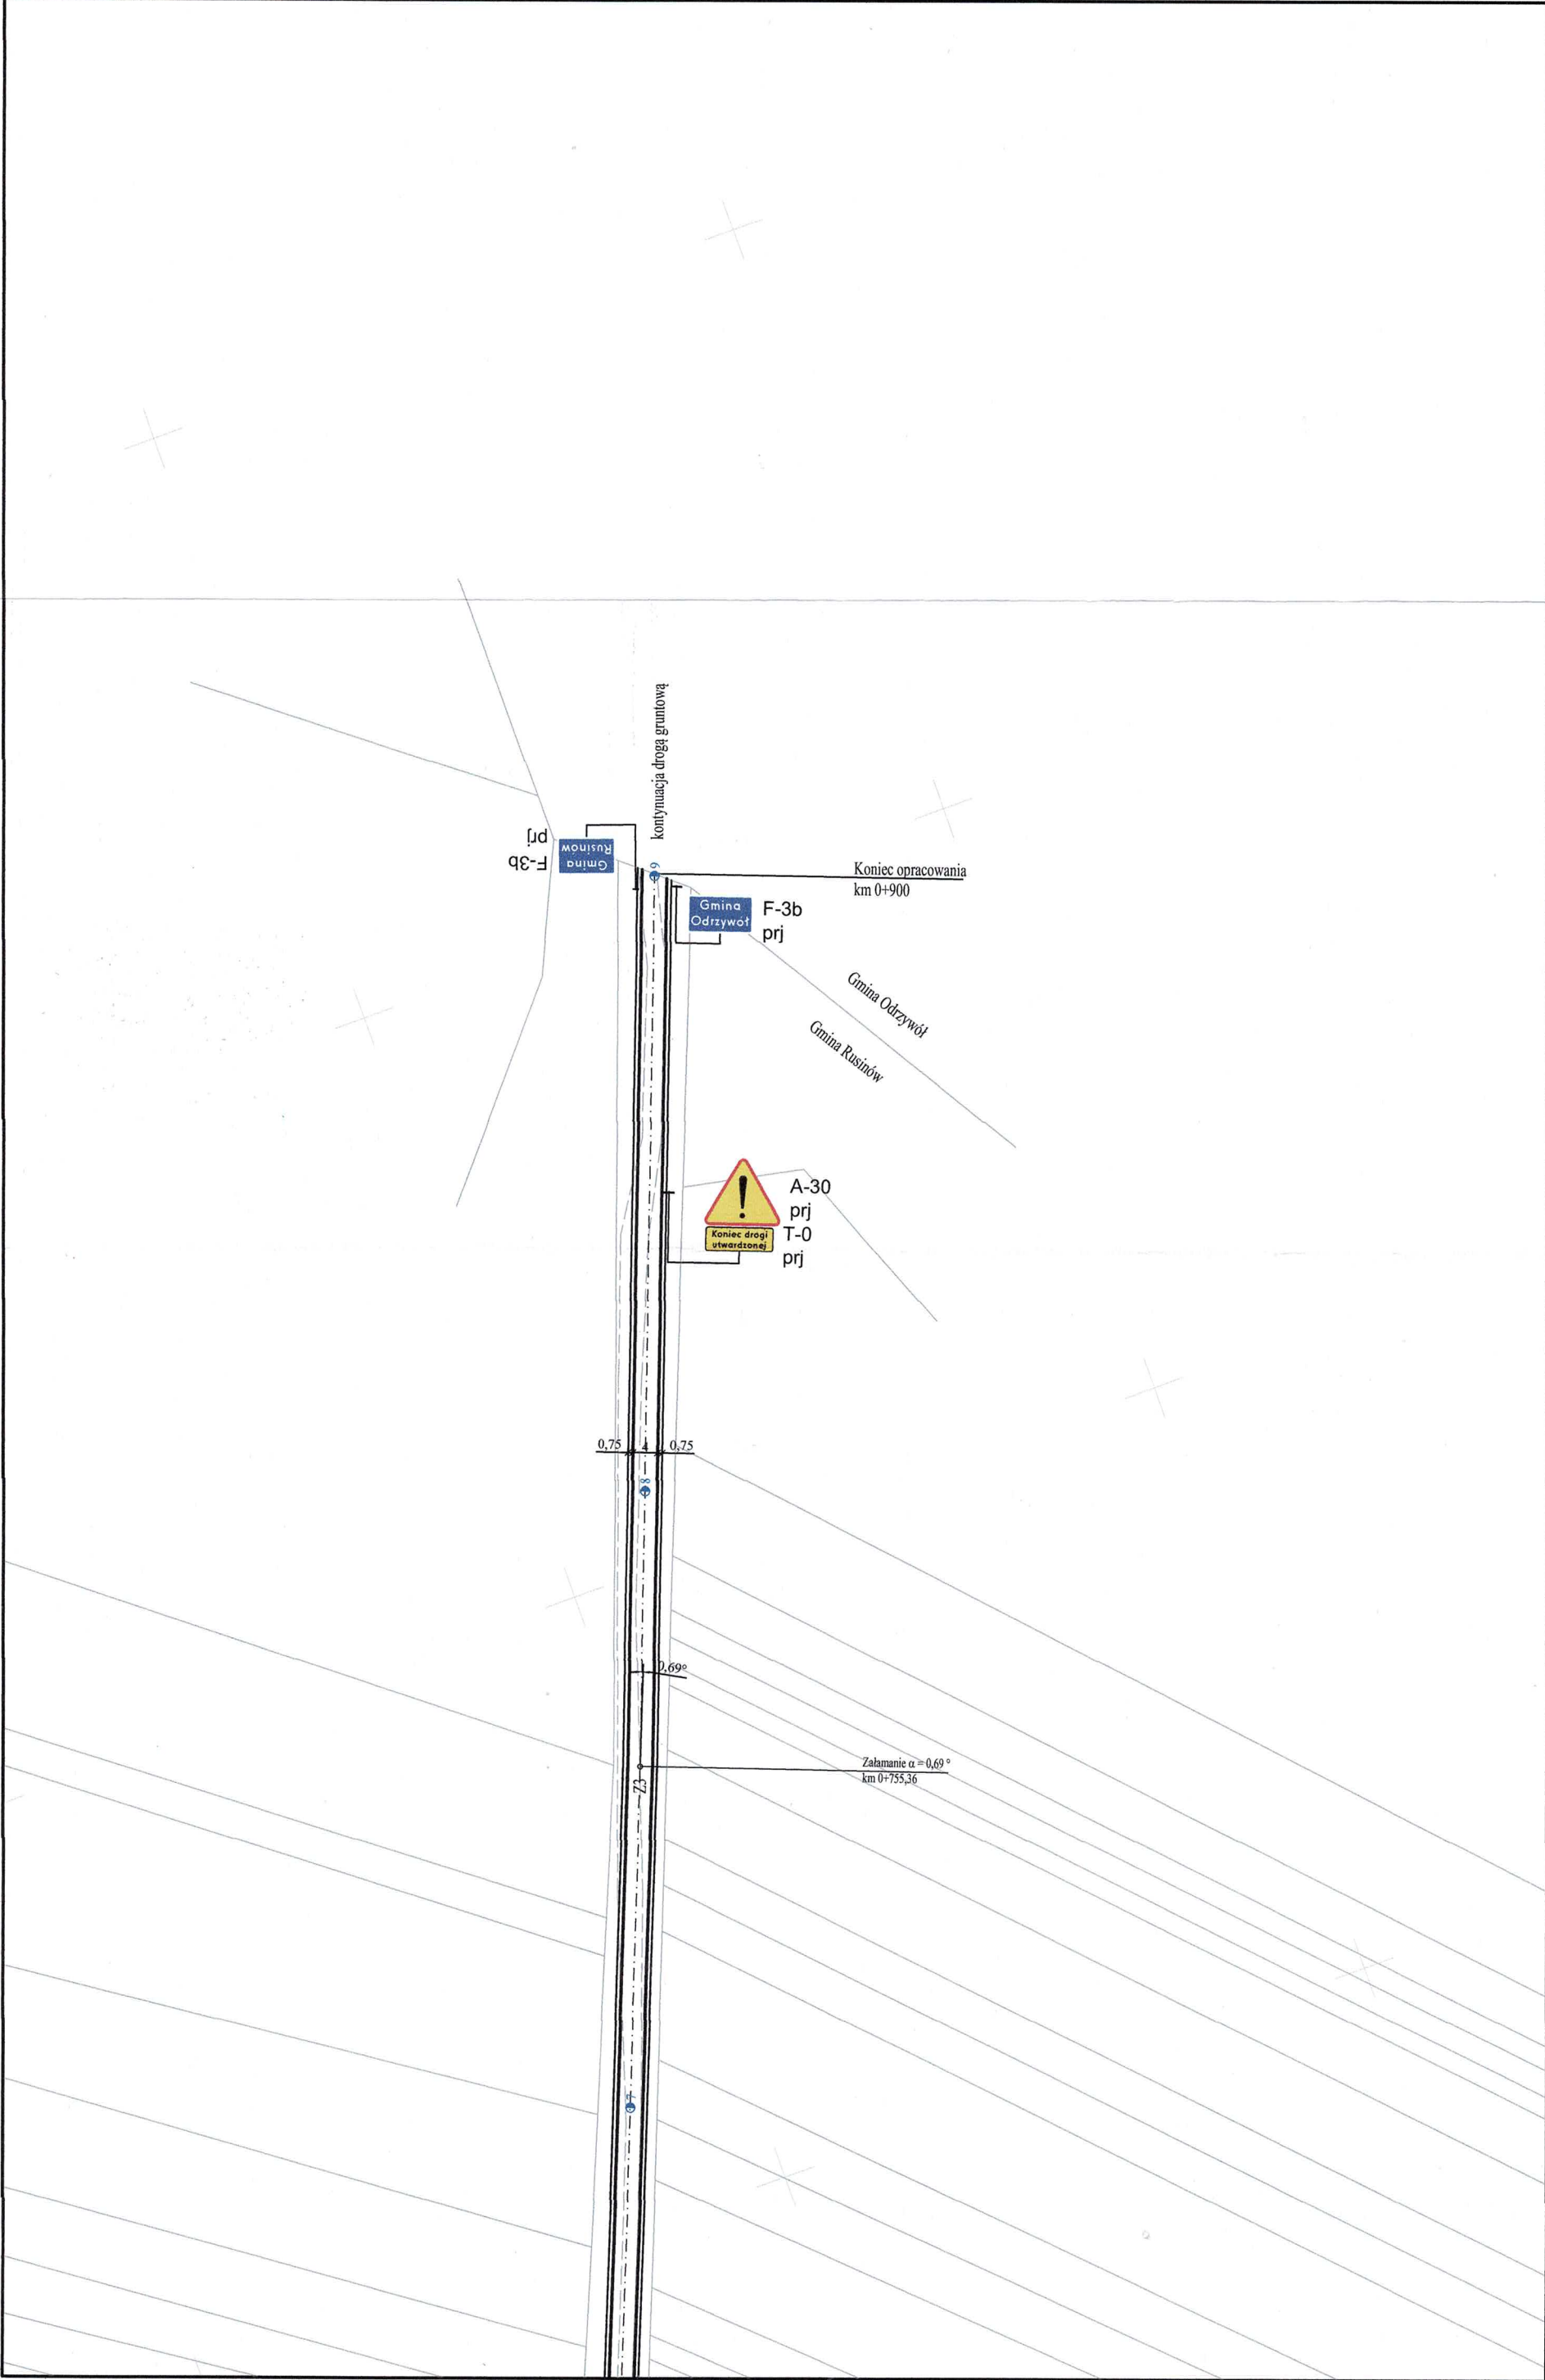 kontynuacja drogą gruntową
F-3b
prj
Gmina
Rusinów
9
Koniec opracowania
km 0+900
Gmina
Odrzywół
F-3b
prj
Gmina Odrzywół
Gmina Rusinów
A-30
prj
Koniec drogi
utwardzonej
T-0
prj
0,75
4
0,75
8
0,69°
Załamanie α = 0,69 °
km 0+755,36
Z3
7